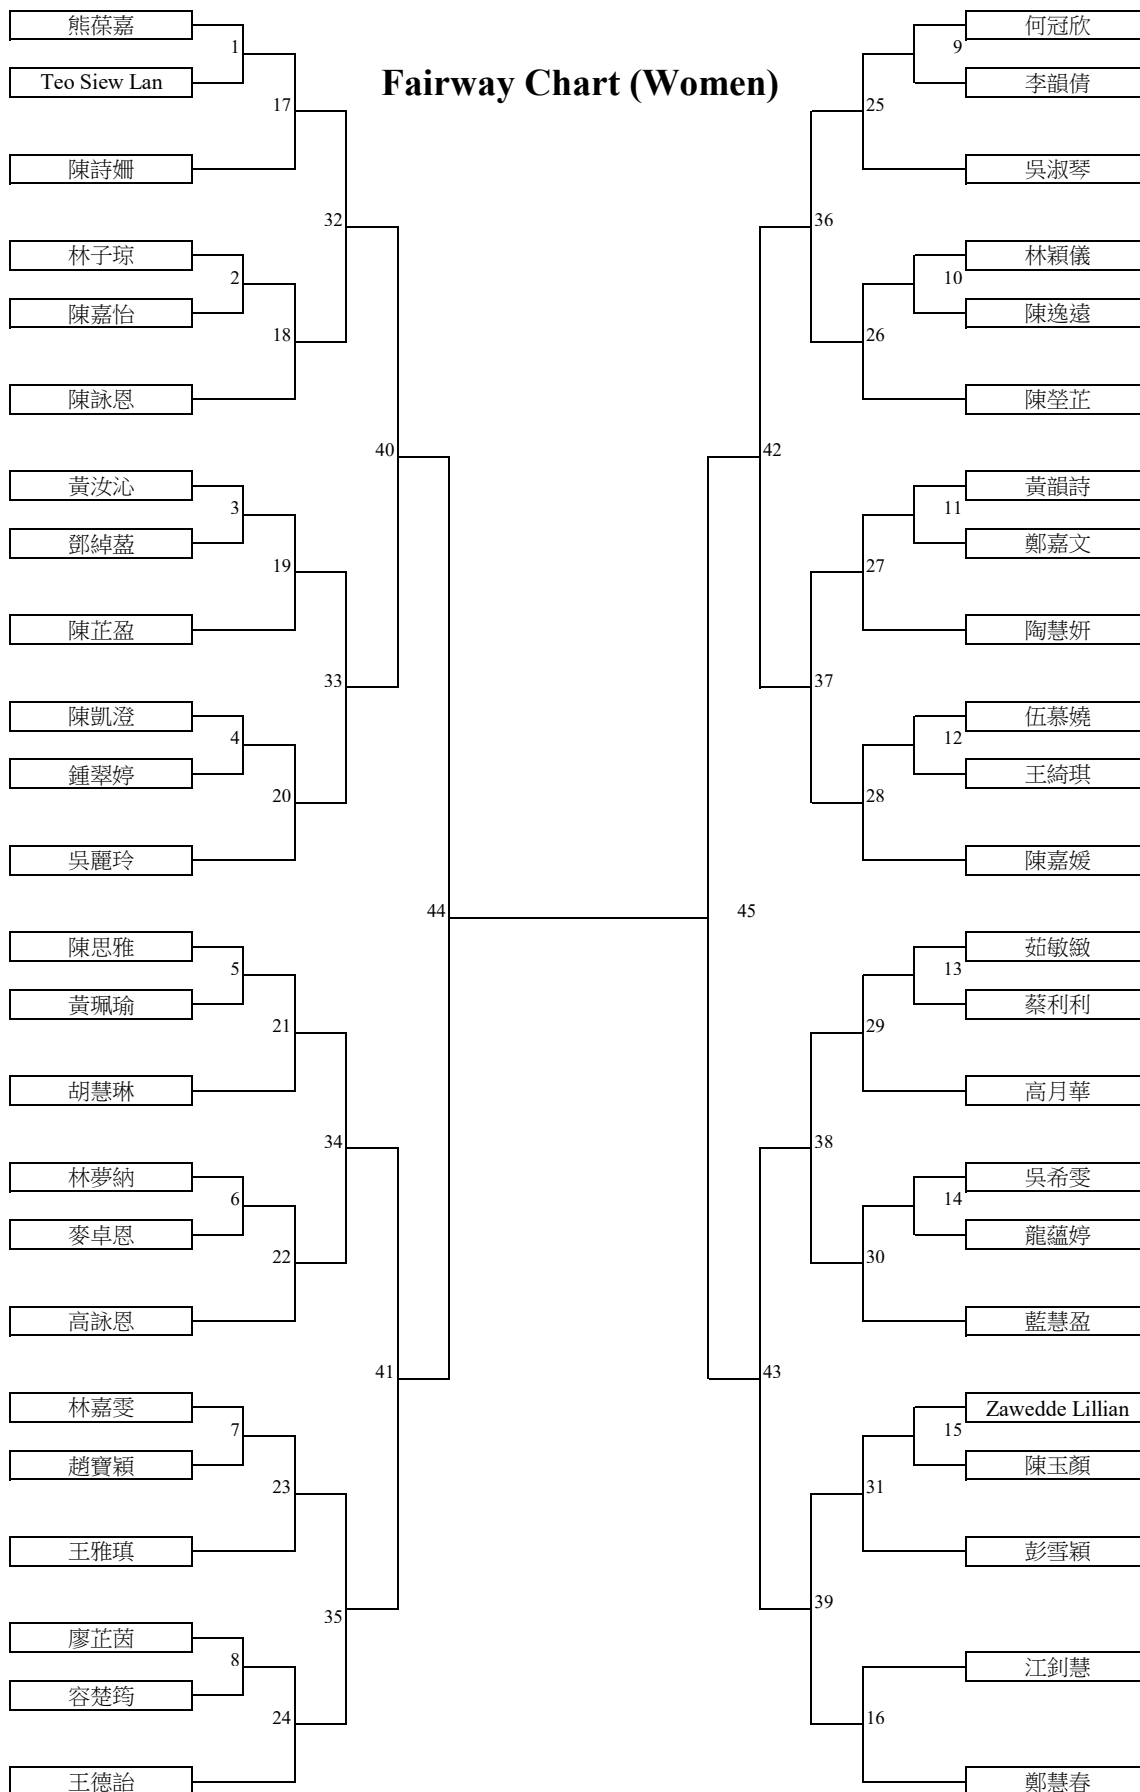 Fairway Chart (Women)
熊葆嘉
1
Teo Siew Lan
17
陳詩姍
32
林子琼
2
陳嘉怡
18
陳詠恩
40
黃汝沁
3
鄧綽藍
19
陳芷盈
33
陳凱澄
4
鍾翠婷
20
吳麗玲
44
陳思雅
5
黃珮瑜
21
胡慧琳
34
林夢納
6
麥卓恩
22
高詠恩
41
林嘉雯
7
趙寶穎
23
王雅瑱
35
廖芷茵
8
容楚筠
24
王德詒
何冠欣
9
李韻倩
25
吳淑琴
36
林穎儀
10
陳逸遠
26
陳塋芷
42
黃韻詩
11
鄭嘉文
27
陶慧妍
37
伍慕嬈
12
王綺琪
28
陳嘉媛
45
茹敏緻
13
蔡利利
29
高月華
38
吳希雯
14
龍蘊婷
30
藍慧盈
43
Zawedde Lillian
15
陳玉顏
31
彭雪穎
39
江釗慧
16
鄭慧春